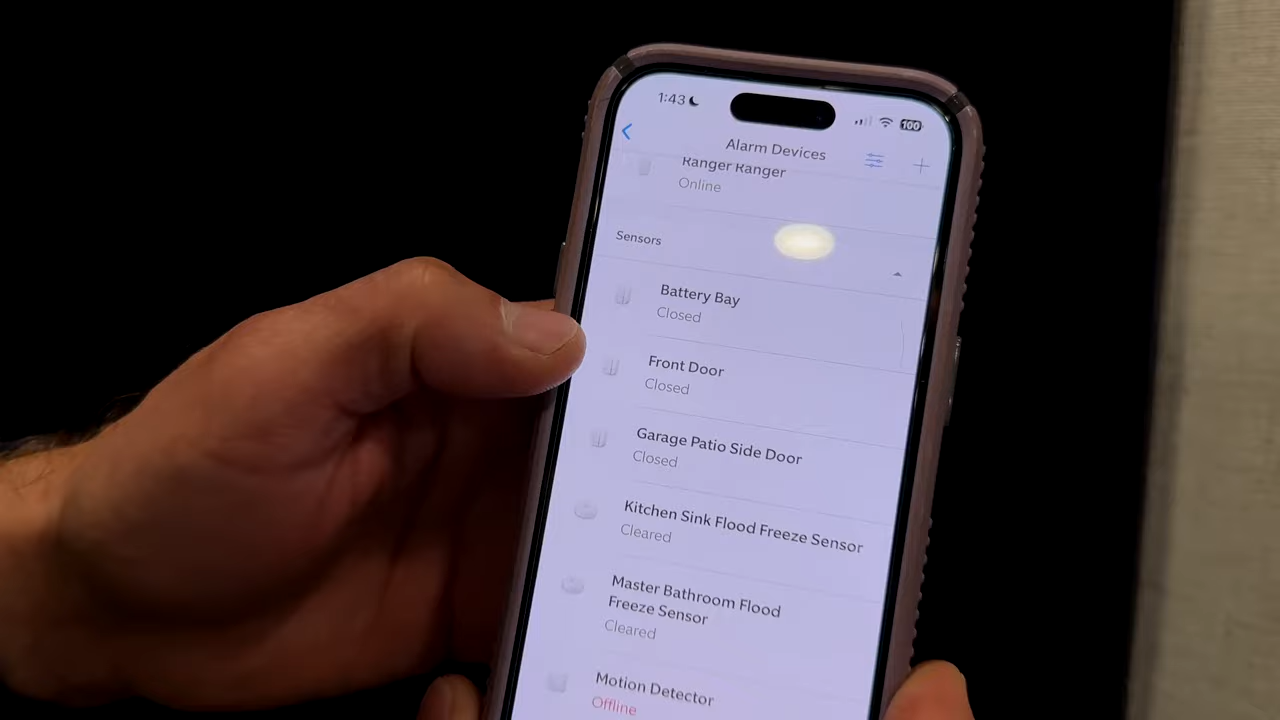 1:43
100
Alarm Devices
Ranger Ranger
Online
Sensors
Battery Bay
Closed
Front Door
Closed
Garage Patio Side Door
Closed
Kitchen Sink Flood Freeze Sensor
Cleared
Master Bathroom Flood
Freeze Sensor
Cleared
Motion Detector
Offline